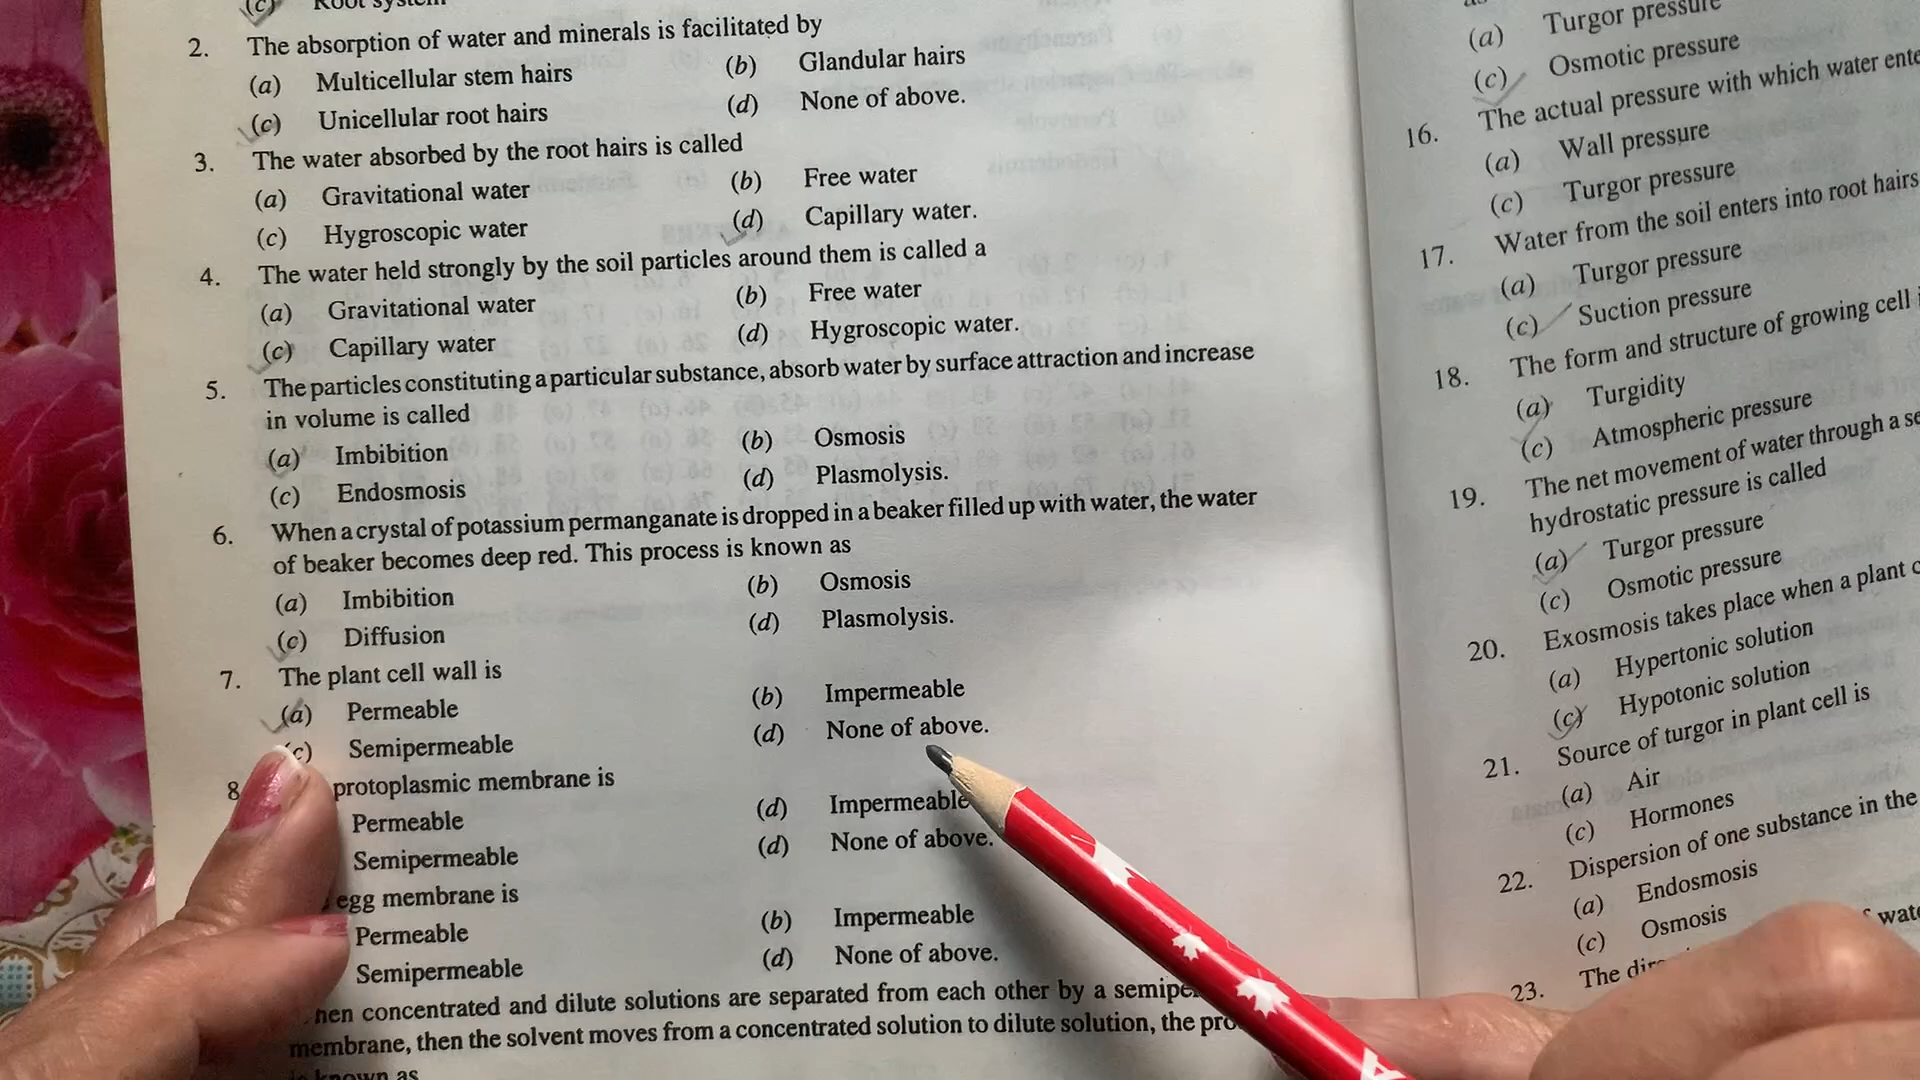 (c) Root system
2. The absorption of water and minerals is facilitated by
(a) Multicellular stem hairs (b) Glandular hairs
(c) Unicellular root hairs (d) None of above.
3. The water absorbed by the root hairs is called
(a) Gravitational water (b) Free water
(c) Hygroscopic water (d) Capillary water.
4. The water held strongly by the soil particles around them is called a
(a) Gravitational water (b) Free water
(c) Capillary water (d) Hygroscopic water.
5. The particles constituting a particular substance, absorb water by surface attraction and increase
in volume is called
(a) Imbibition (b) Osmosis
(c) Endosmosis (d) Plasmolysis.
6. When a crystal of potassium permanganate is dropped in a beaker filled up with water, the water
of beaker becomes deep red. This process is known as
(a) Imbibition (b) Osmosis
(c) Diffusion (d) Plasmolysis.
7. The plant cell wall is
(a) Permeable (b) Impermeable
(c) Semipermeable (d) None of above.
8 protoplasmic membrane is
Permeable (d) Impermeable
Semipermeable (d) None of above.
egg membrane is
Permeable (b) Impermeable
Semipermeable (d) None of above.
hen concentrated and dilute solutions are separated from each other by a
membrane, then the solvent moves from a concentrated solution to dilute solution, the
known as
(a) Turgor pressure
(c) Osmotic pressure
16. The actual pressure with which water
(a) Wall pressure
(c) Turgor pressure
17. Water from the soil enters into root hairs
(a) Turgor pressure
(c) Suction pressure
18. The form and structure of growing cell
(a) Turgidity
(c) Atmospheric pressure
19. The net movement of water through a
hydrostatic pressure is called
(a) Turgor pressure
(c) Osmotic pressure
20. Exosmosis takes place when a plant
(a) Hypertonic solution
(c) Hypotonic solution
21. Source of turgor in plant cell is
(a) Air
(c) Hormones
22. Dispersion of one substance in the
(a) Endosmosis
(c) Osmosis
23. The